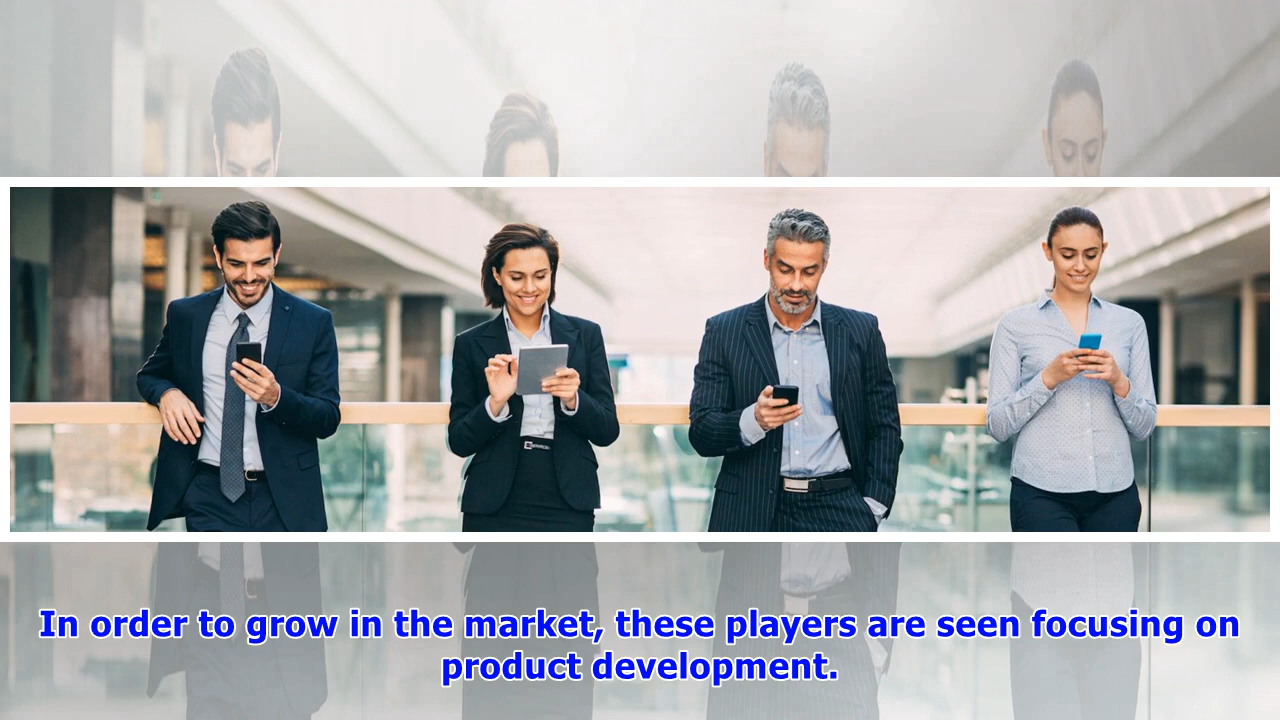 In order to grow in the market, these players are seen focusing on
product development.